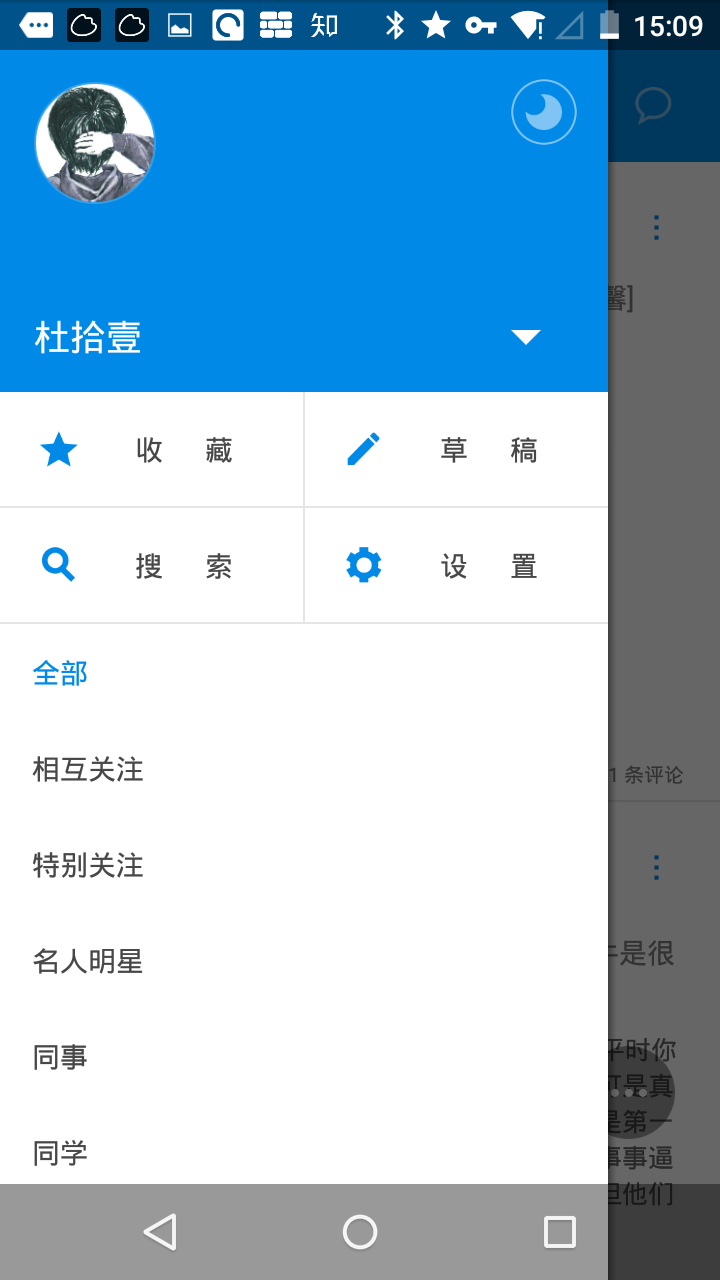 知 15:09
馨]
杜拾壹
收 藏
草 稿
搜 索
设 置
全部
相互关注
1 条评论
特别关注
名人明星
是很
同事
平时你
是真
是第一
同学
事逼
但他们